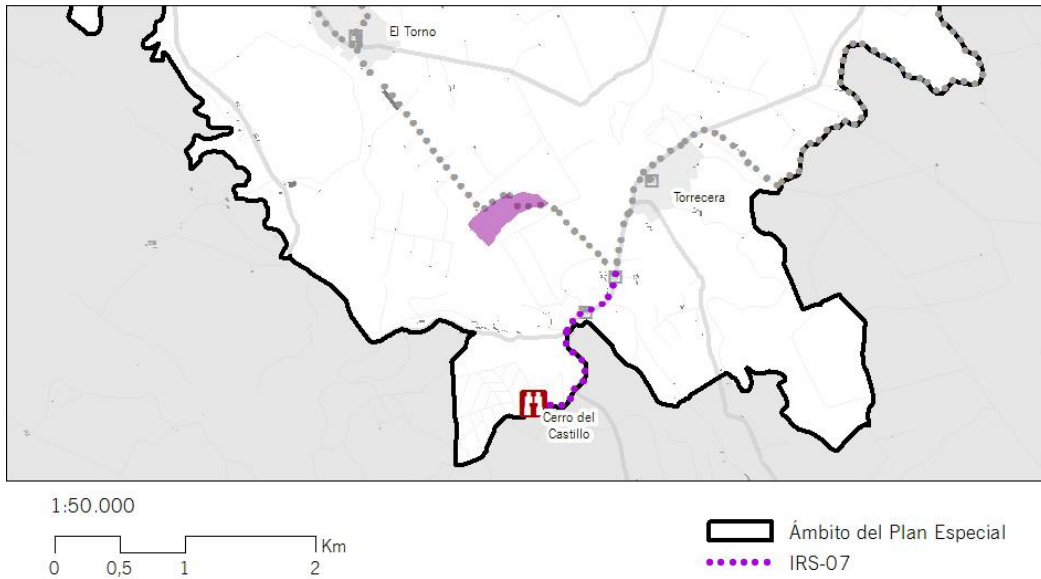 El Torno
Torrecera
Cerro del
Castillo
1:50.000
Km
0 0,5 1 2
Ámbito del Plan Especial
IRS-07